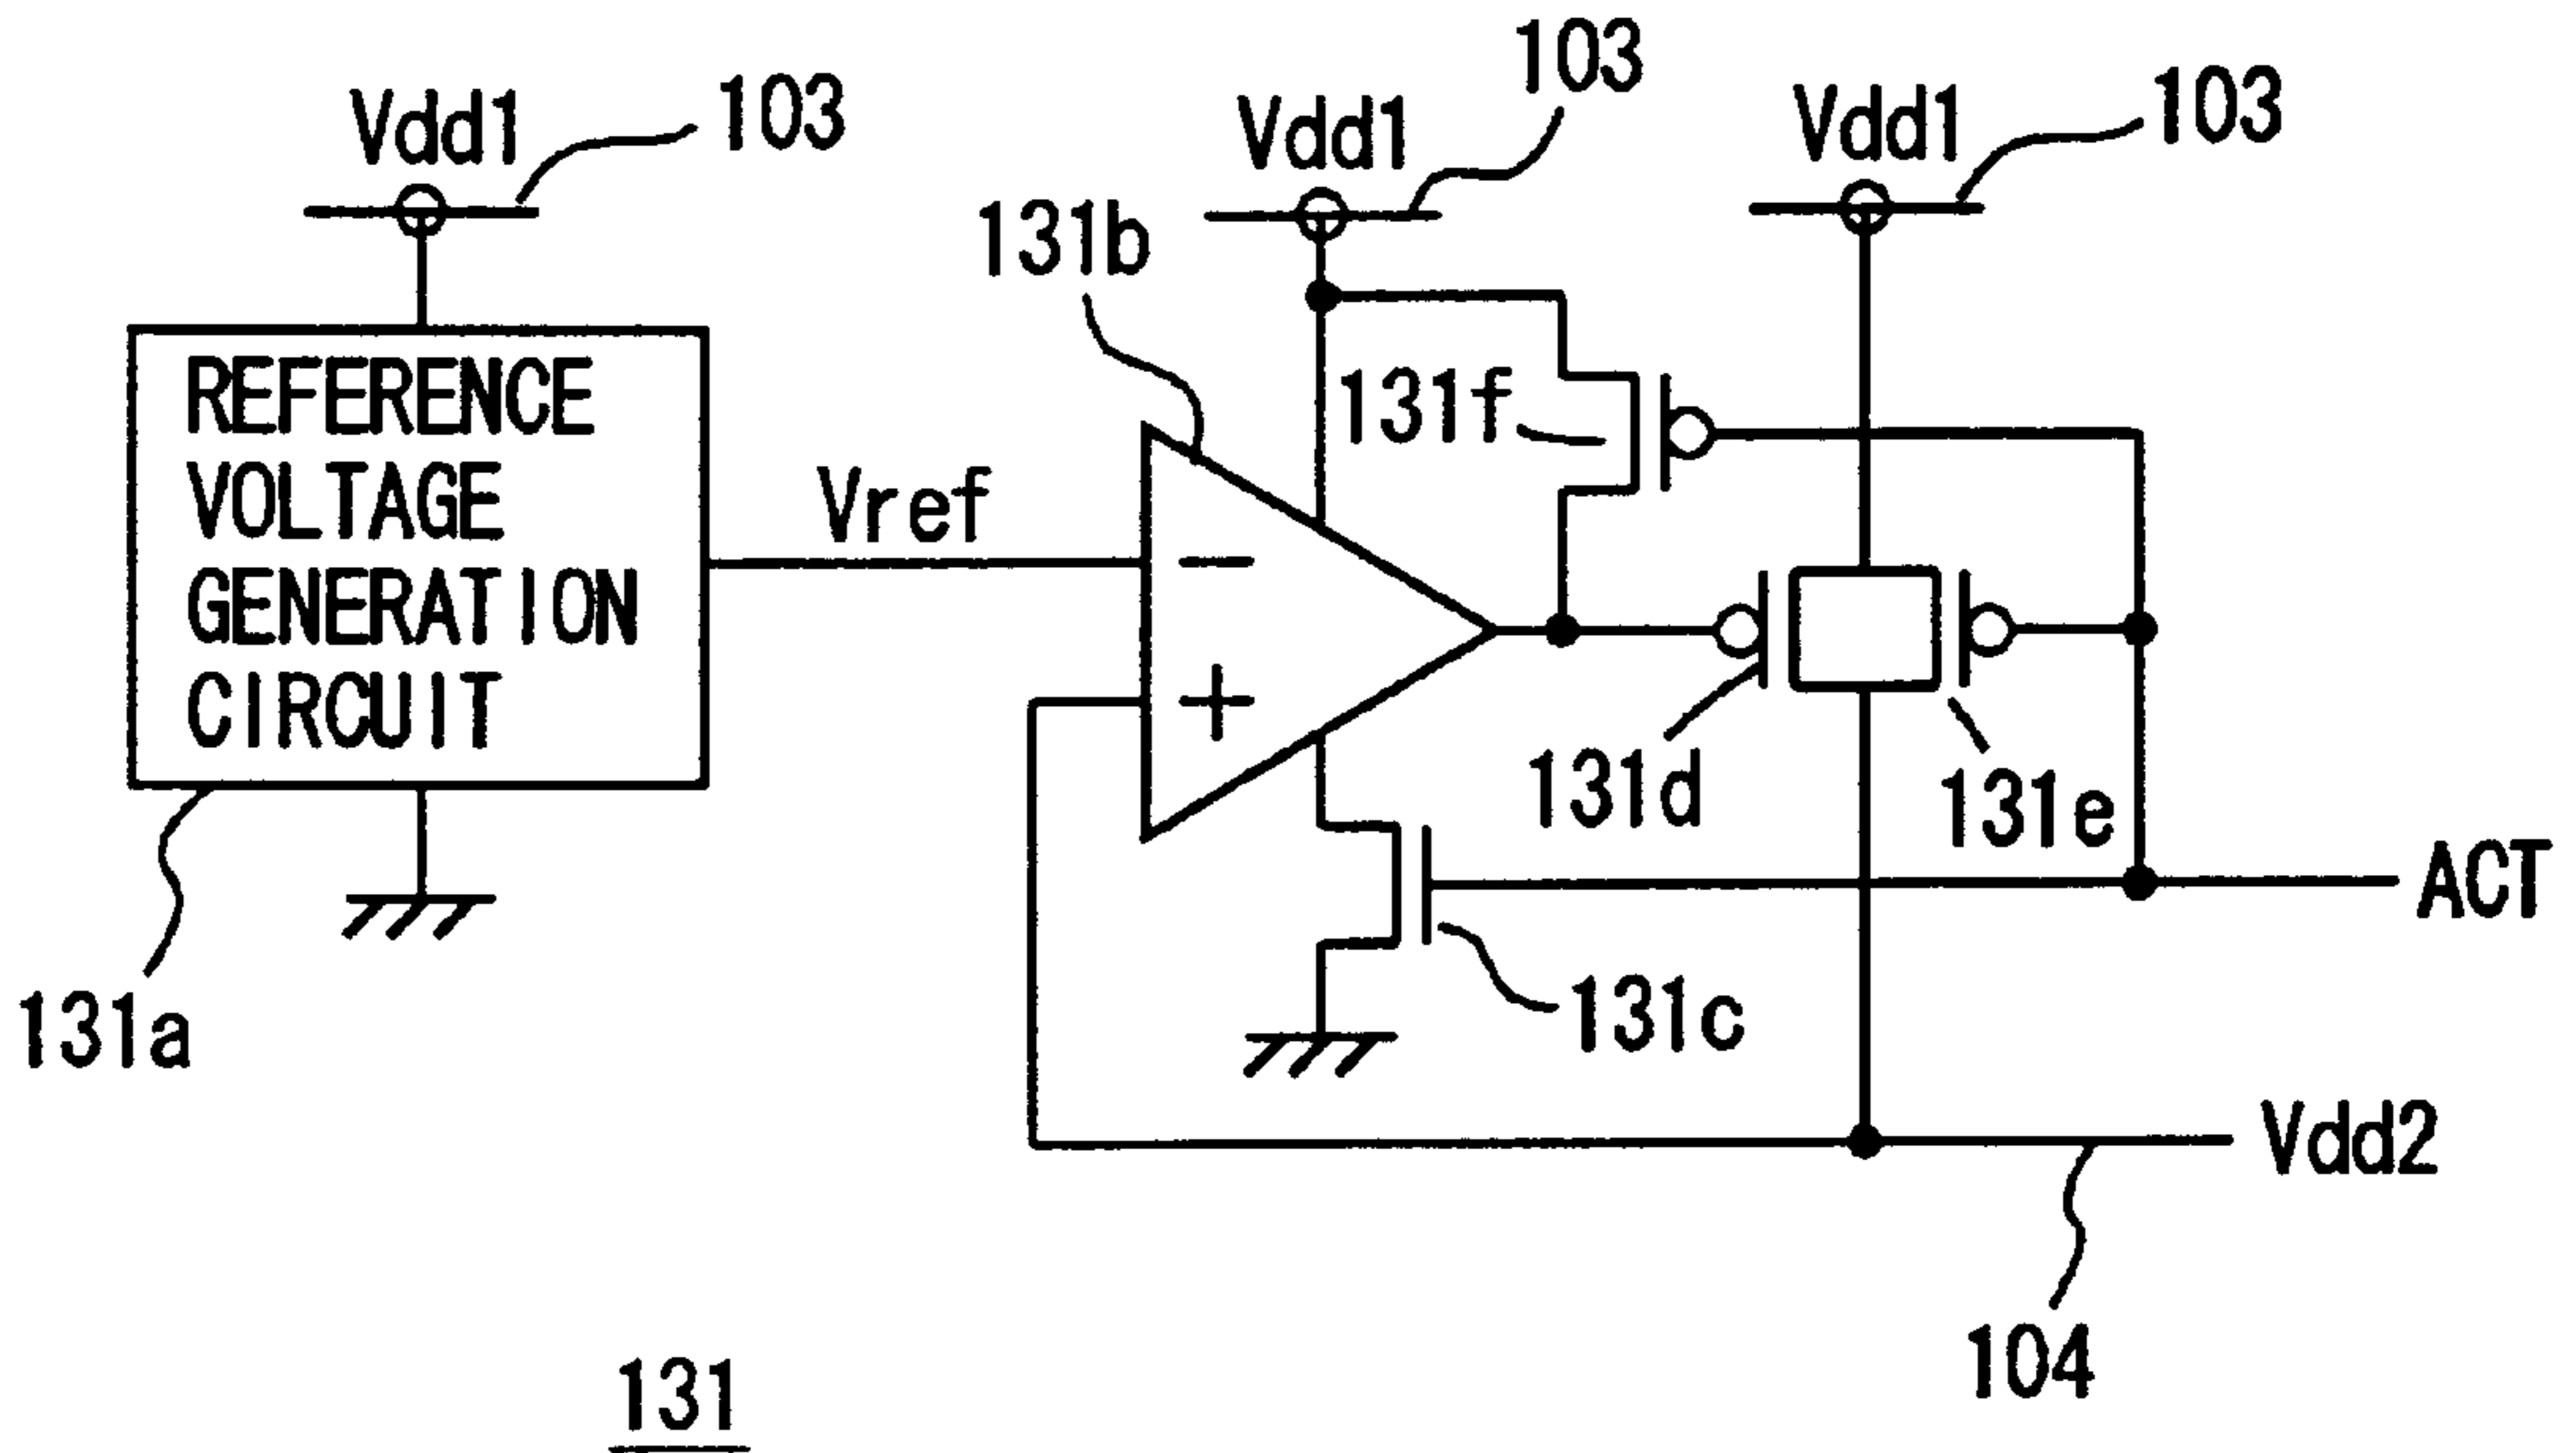 Vdd1
103
Vdd1
103
Vdd1
103
131b
REFERENCE
VOLTAGE
GENERATION
CIRCUIT
131f
Vref
−
+
131d
131e
ACT
131a
131c
Vdd2
104
131